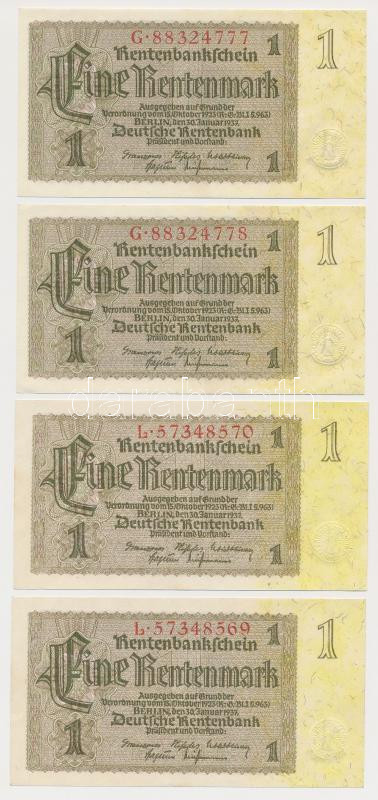 G·88324777
Rentenbankschein 1 1
Eine Rentenmark
Ausgegeben auf Grund der
Verordnung vom 15. Oktober 1923 (R.-G.-Bl. I S. 963)
BERLIN, den 30. Januar 1937
Deutsche Rentenbank
Präsident und Vorstand:
1 1
G·88324778
Rentenbankschein 1 1
Eine Rentenmark
Ausgegeben auf Grund der
Verordnung vom 15. Oktober 1923 (R.-G.-Bl. I S. 963)
BERLIN, den 30. Januar 1937
Deutsche Rentenbank
Präsident und Vorstand:
1 1
darabanth
L·57348570
Rentenbankschein 1 1
Eine Rentenmark
Ausgegeben auf Grund der
Verordnung vom 15. Oktober 1923 (R.-G.-Bl. I S. 963)
BERLIN, den 30. Januar 1937
Deutsche Rentenbank
Präsident und Vorstand:
1 1
L·57348569
Rentenbankschein 1 1
Eine Rentenmark
Ausgegeben auf Grund der
Verordnung vom 15. Oktober 1923 (R.-G.-Bl. I S. 963)
BERLIN, den 30. Januar 1937
Deutsche Rentenbank
Präsident und Vorstand:
1 1